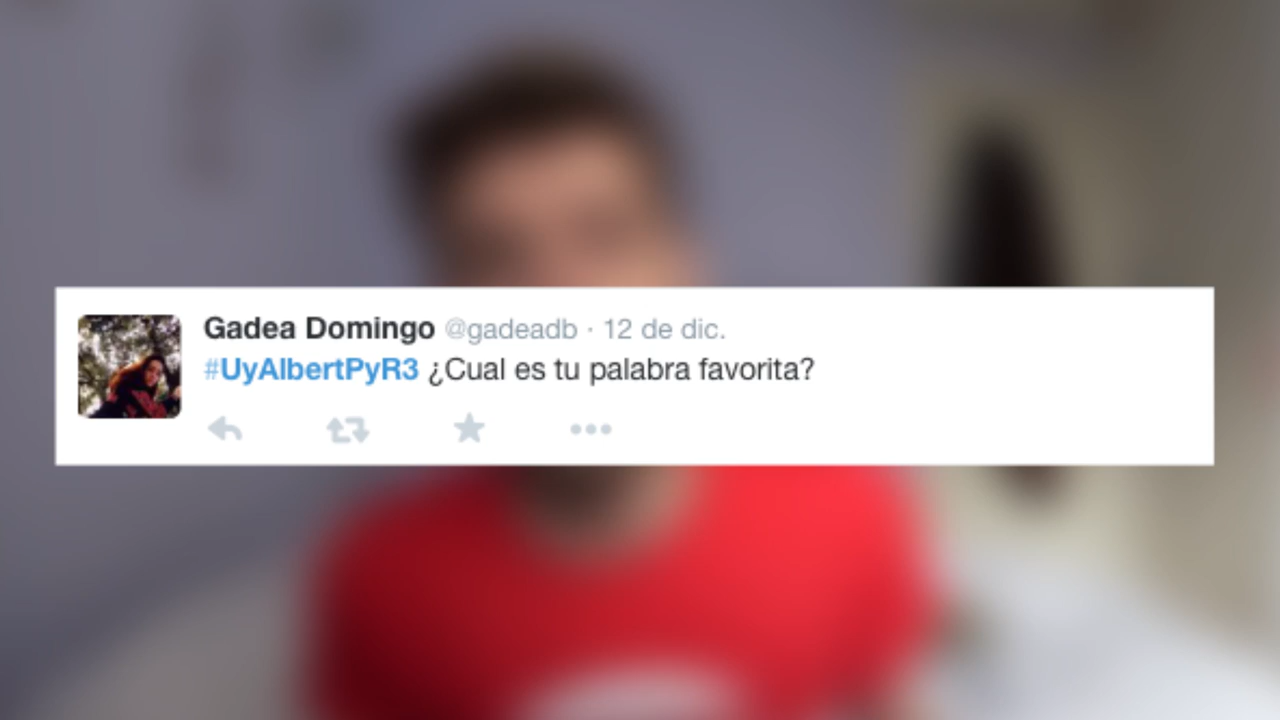 Gadea Domingo @gadeadb · 12 de dic.
#UyAlbertPyR3 ¿Cual es tu palabra favorita?